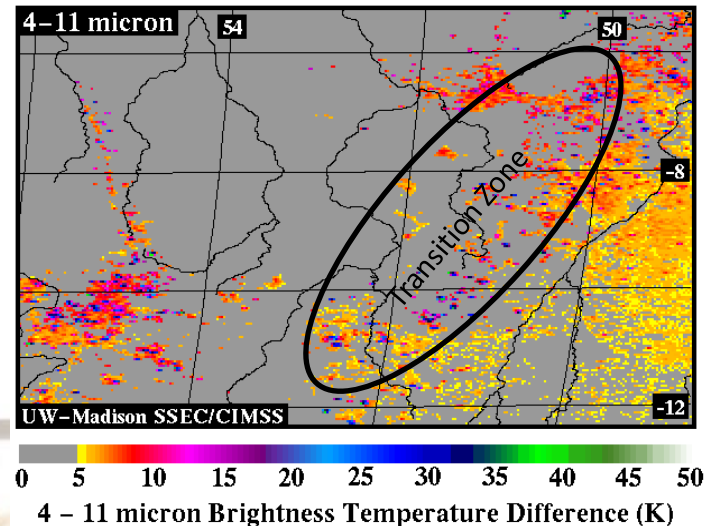 4–11 micron
54
50
Transition Zone
-8
-12
UW–Madison SSEC/CIMSS
0 5 10 15 20 25 30 35 40 45 50
4 – 11 micron Brightness Temperature Difference (K)